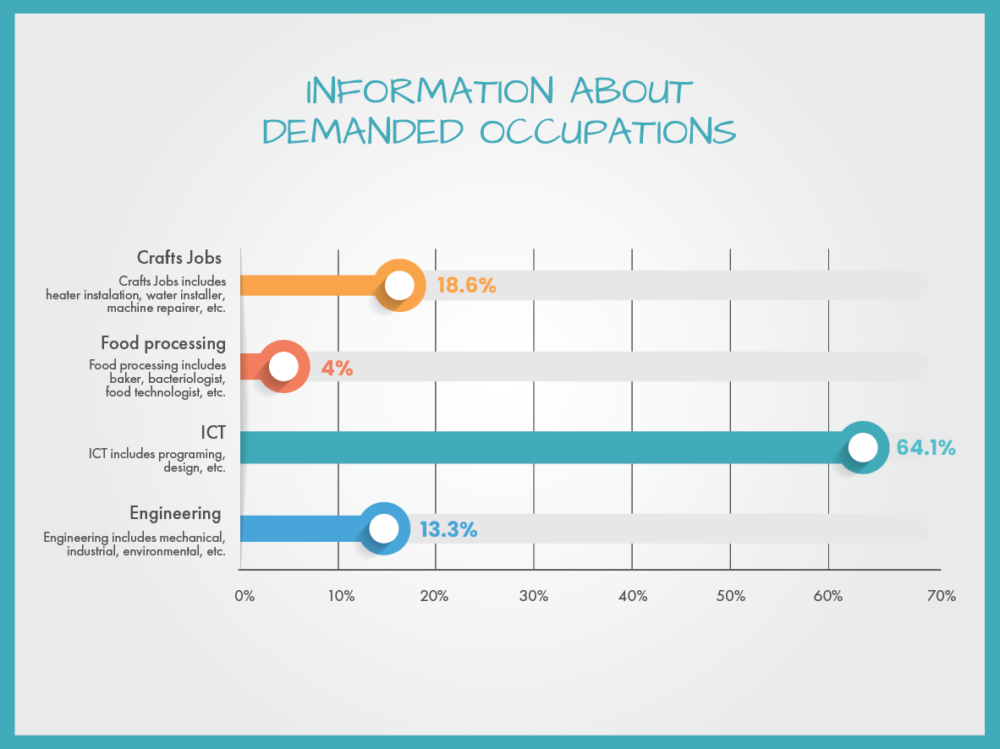 INFORMATION ABOUT
DEMANDED OCCUPATIONS
Crafts Jobs
Crafts Jobs includes
heater instalation, water installer,
machine repairer, etc.
18.6%
Food processing
Food processing includes
baker, bacteriologist,
food technologist, etc.
4%
ICT
ICT includes programing,
design, etc.
64.1%
Engineering
Engineering includes mechanical,
industrial, environmental, etc.
13.3%
0% 10% 20% 30% 40% 50% 60% 70%